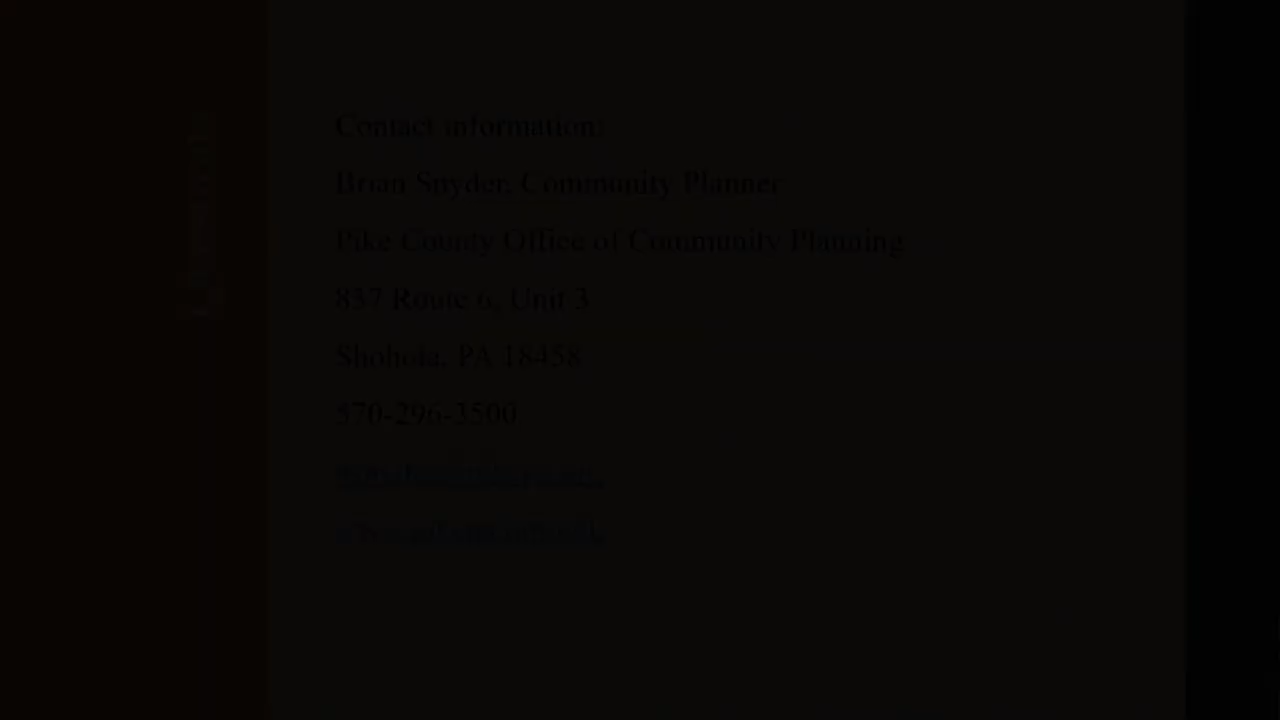 Contact information:
Brian Snyder, Community Planner
Pike County Office of Community Planning
837 Route 6, Unit 3
Shohola, PA 18458
570-296-3500